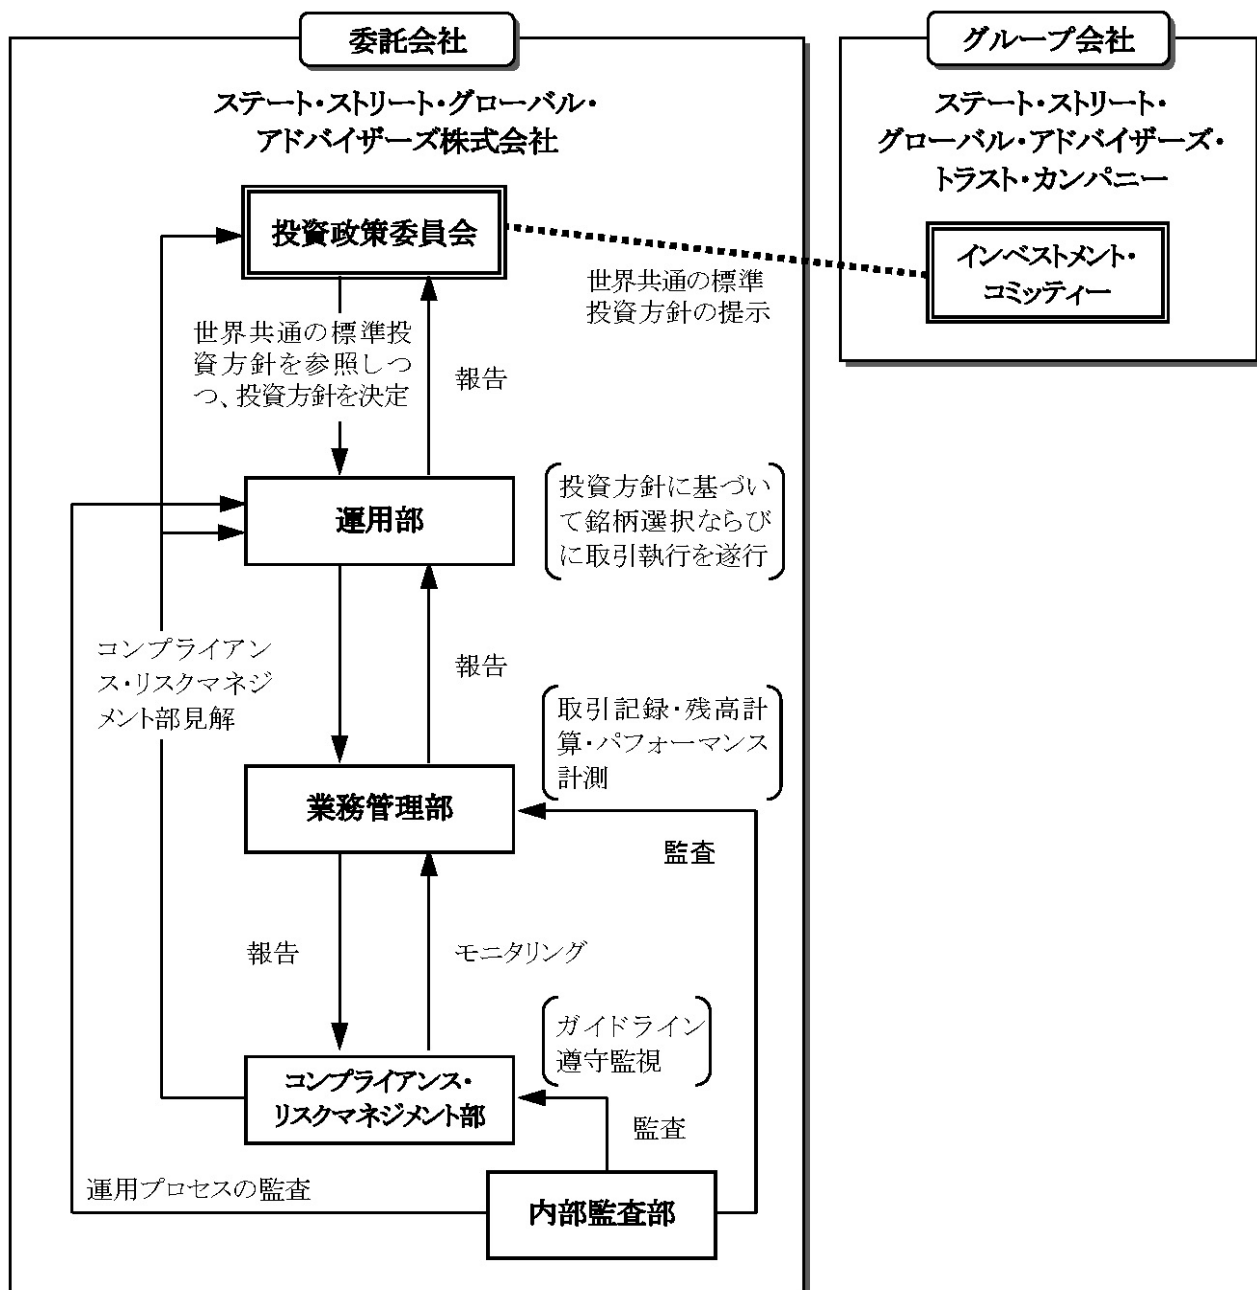 委託会社
ステート・ストリート・グローバル・
アドバイザーズ株式会社
投資政策委員会
世界共通の標準投
資方針を参照しつ
つ、投資方針を決定
報告
世界共通の標準
投資方針の提示
グループ会社
ステート・ストリート・
グローバル・アドバイザーズ・
トラスト・カンパニー
インベストメント・
コミッティー
運用部
投資方針に基づい
て銘柄選択ならび
に取引執行を遂行
コンプライアン
ス・リスクマネジ
メント部見解
報告
取引記録・残高計
算・パフォーマンス
計測
業務管理部
監査
報告
モニタリング
ガイドライン
遵守監視
コンプライアンス・
リスクマネジメント部
監査
運用プロセスの監査
内部監査部